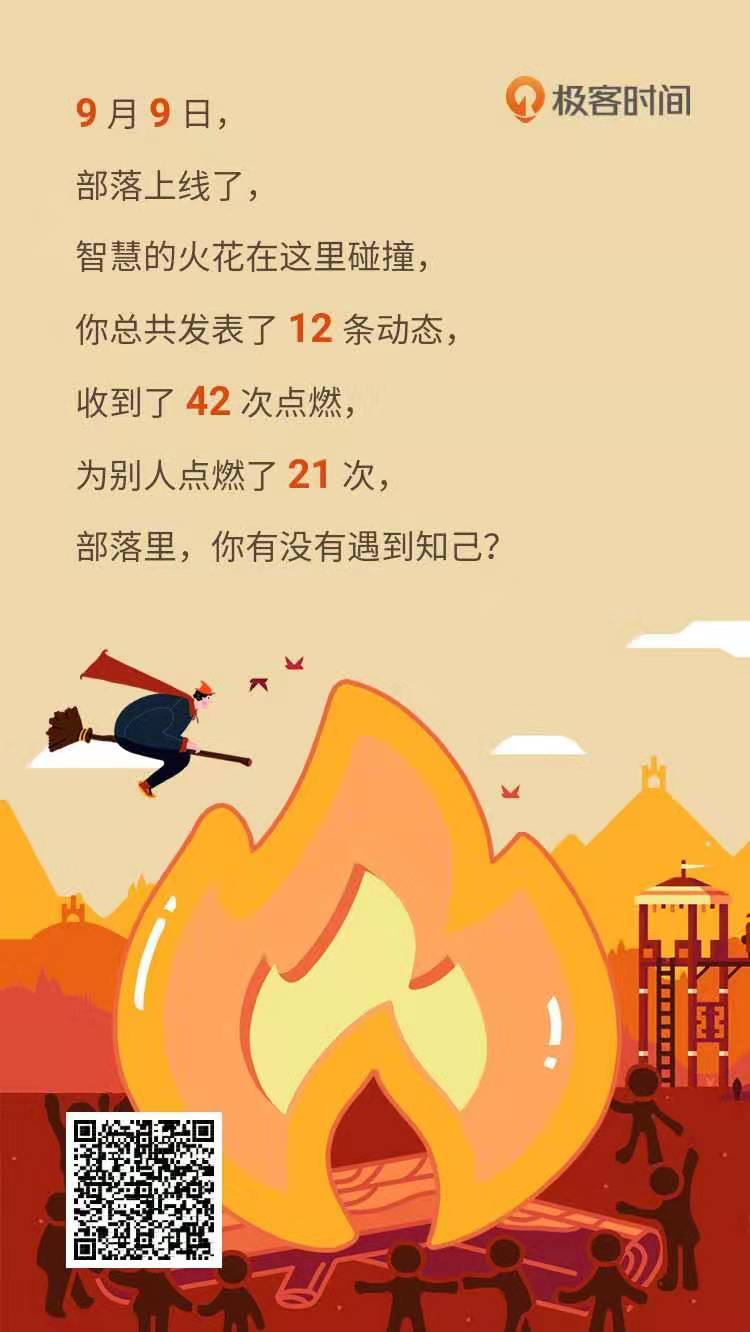 极客时间
9 月 9 日，
部落上线了，
智慧的火花在这里碰撞，
你总共发表了 12 条动态，
收到了 42 次点燃，
为别人点燃了 21 次，
部落里，你有没有遇到知己？